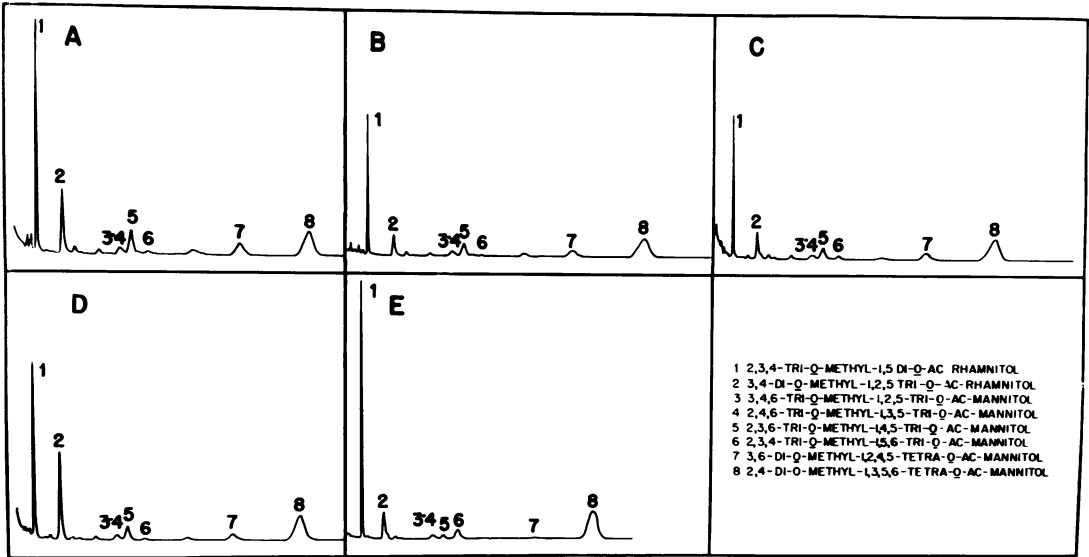 A
1
2
3-4
5
6
7
8
B
1
2
3-4
5
6
7
8
C
1
2
3-4
5
6
7
8
D
1
2
3-4
5
6
7
8
E
1
2
3-4
5
6
7
8
1 2,3,4-TRI-O-METHYL-1,5 DI-O-AC RHAMNITOL
2 3,4-DI-O-METHYL-1,2,5 TRI-O-AC-RHAMNITOL
3 3,4,6-TRI-O-METHYL-1,2,5-TRI-O-AC-MANNITOL
4 2,4,6-TRI-O-METHYL-1,3,5-TRI-O-AC-MANNITOL
5 2,3,6-TRI-O-METHYL-1,4,5-TRI-O-AC-MANNITOL
6 2,3,4-TRI-O-METHYL-1,5,6-TRI-O-AC-MANNITOL
7 3,6-DI-O-METHYL-1,2,4,5-TETRA-O-AC-MANNITOL
8 2,4-DI-O-METHYL-1,3,5,6-TETRA-O-AC-MANNITOL